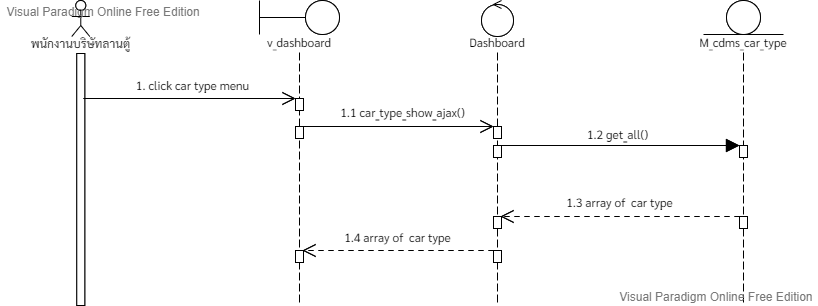 Visual Paradigm Online Free Edition
พนักงานบริษัทลานตู้
v_dashboard
Dashboard
M_cdms_car_type
1. click car type menu
1.1 car_type_show_ajax()
1.2 get_all()
1.3 array of car type
1.4 array of car type
Visual Paradigm Online Free Edition